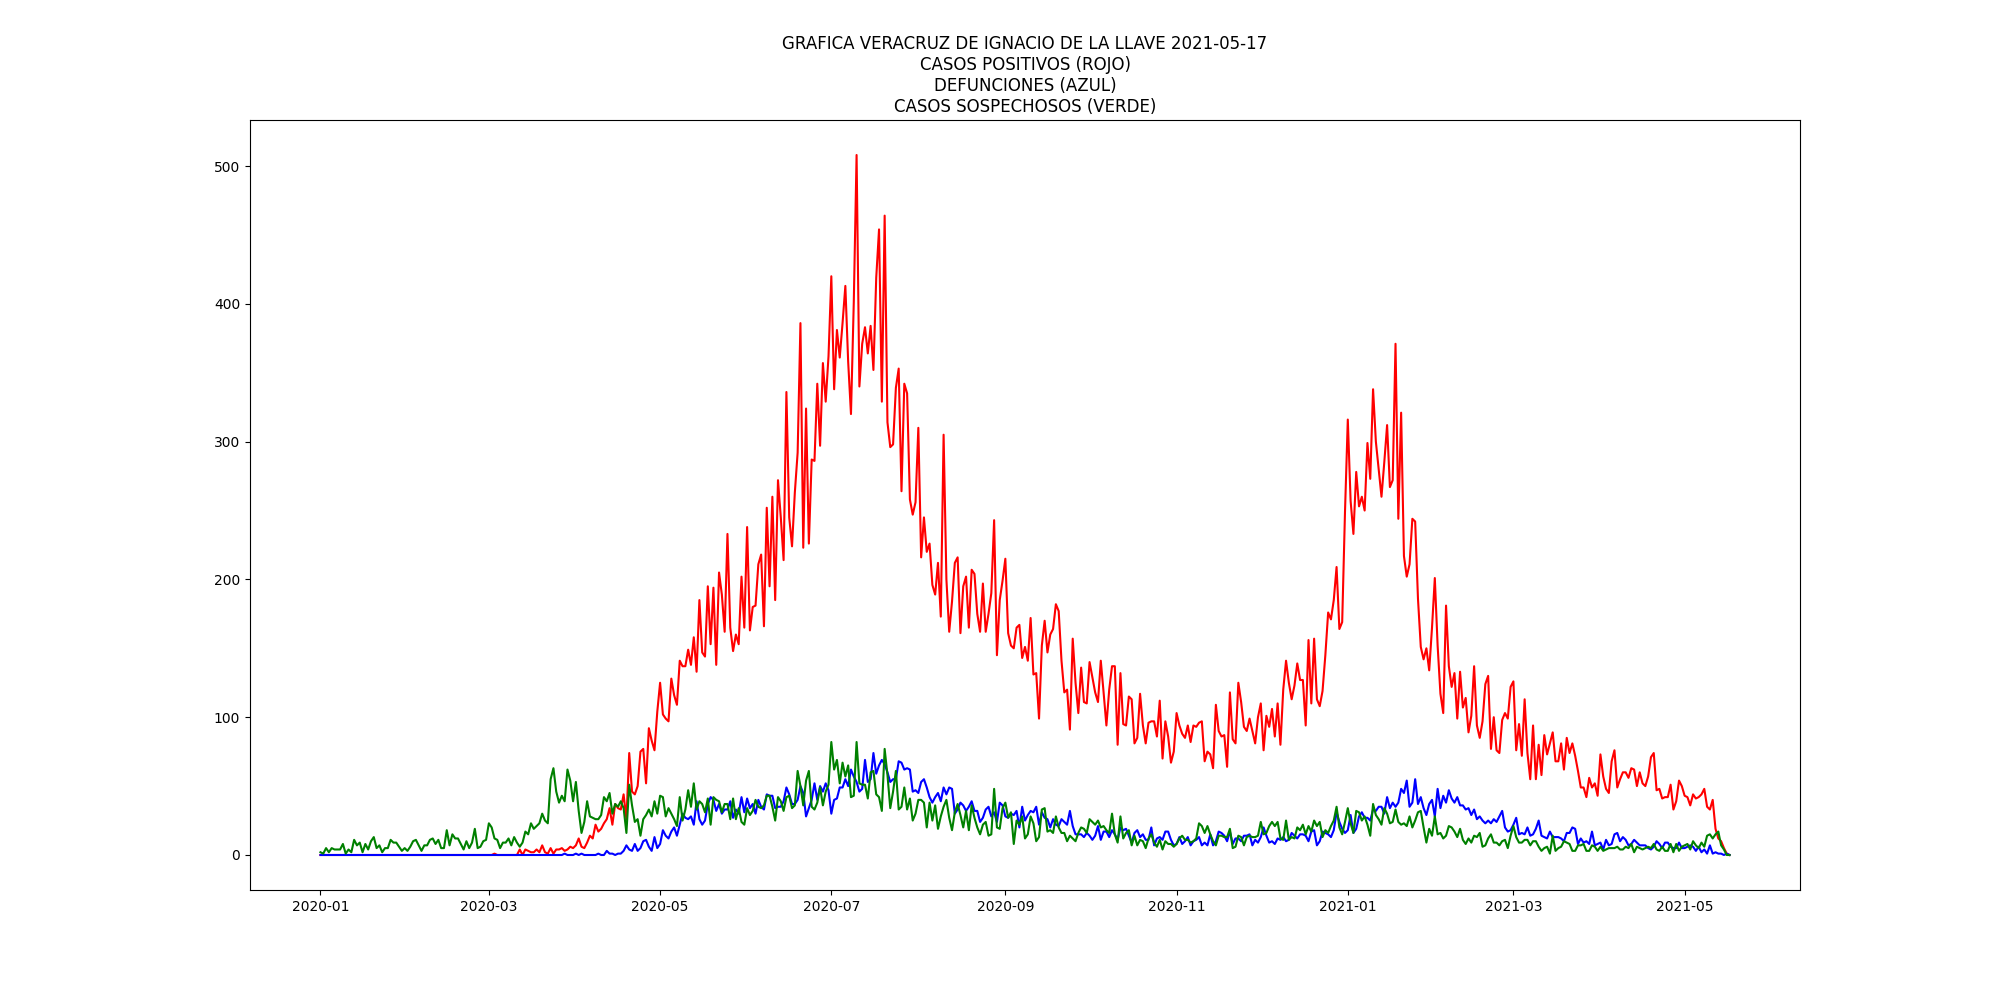 GRAFICA VERACRUZ DE IGNACIO DE LA LLAVE 2021-05-17
CASOS POSITIVOS (ROJO)
DEFUNCIONES (AZUL)
CASOS SOSPECHOSOS (VERDE)
500
400
300
200
100
0
2020-01 2020-03 2020-05 2020-07 2020-09 2020-11 2021-01 2021-03 2021-05